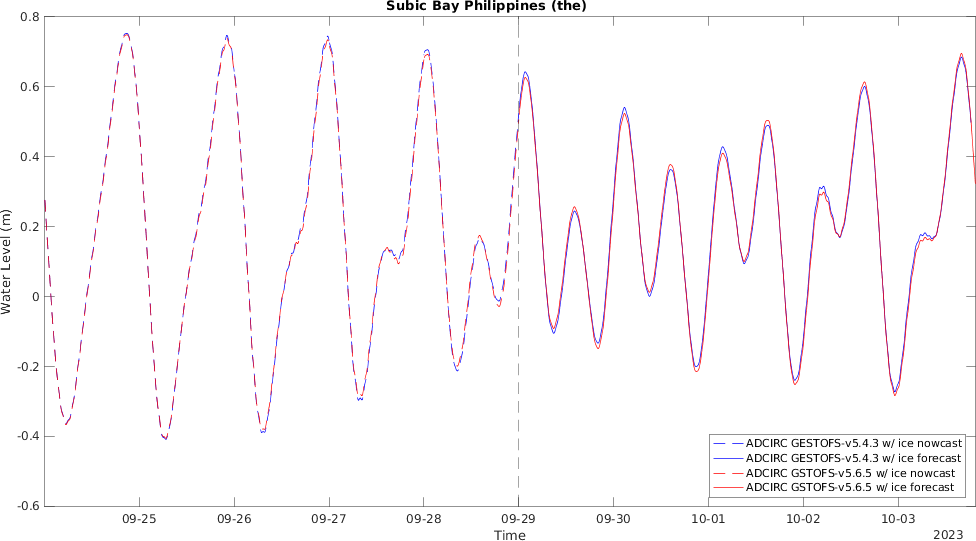 Subic Bay Philippines (the)
0.8
0.6
0.4
0.2
0
-0.2
-0.4
-0.6
Water Level (m)
ADCIRC GESTOFS-v5.4.3 w/ ice nowcast
ADCIRC GESTOFS-v5.4.3 w/ ice forecast
ADCIRC GSTOFS-v5.6.5 w/ ice nowcast
ADCIRC GSTOFS-v5.6.5 w/ ice forecast
09-25 09-26 09-27 09-28 09-29 09-30 10-01 10-02 10-03
Time
2023